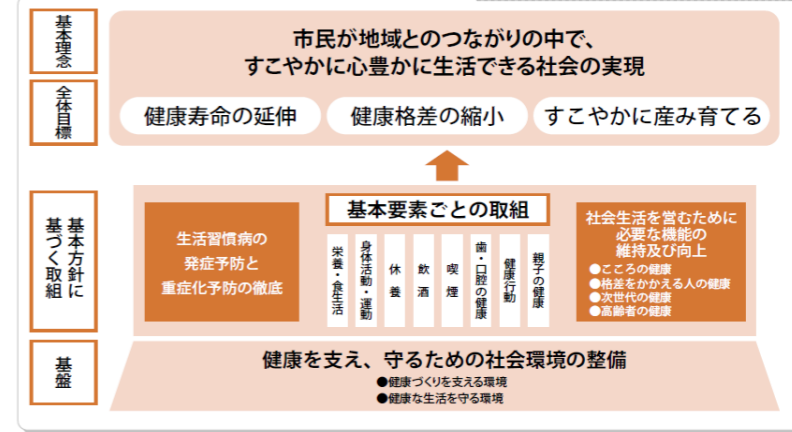 基本理念
市民が地域とのつながりの中で、
すこやかに心豊かに生活できる社会の実現
全体目標
健康寿命の延伸
健康格差の縮小
すこやかに産み育てる
基本方針に
基づく取組
生活習慣病の
発症予防と
重症化予防の徹底
基本要素ごとの取組
栄養・食生活
身体活動・運動
休養
飲酒
喫煙
歯・口腔の健康
健康行動
親子の健康
社会生活を営むために
必要な機能の
維持及び向上
●こころの健康
●格差をかかえる人の健康
●次世代の健康
●高齢者の健康
基盤
健康を支え、守るための社会環境の整備
●健康づくりを支える環境
●健康な生活を守る環境